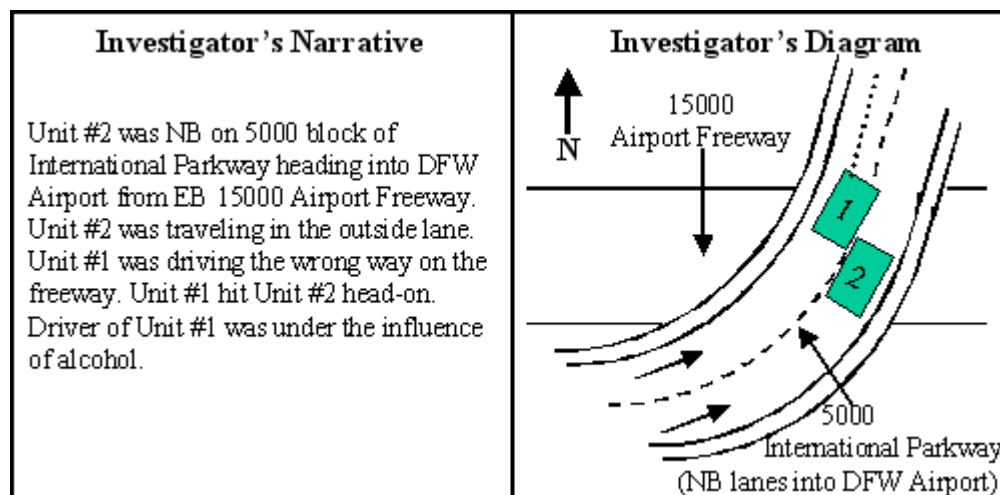 Investigator's Narrative
Unit #2 was NB on 5000 block of
International Parkway heading into DFW
Airport from EB 15000 Airport Freeway.
Unit #2 was traveling in the outside lane.
Unit #1 was driving the wrong way on the
freeway. Unit #1 hit Unit #2 head-on.
Driver of Unit #1 was under the influence
of alcohol.
Investigator's Diagram
N
15000
Airport Freeway
1
2
5000
International Parkway
(NB lanes into DFW Airport)